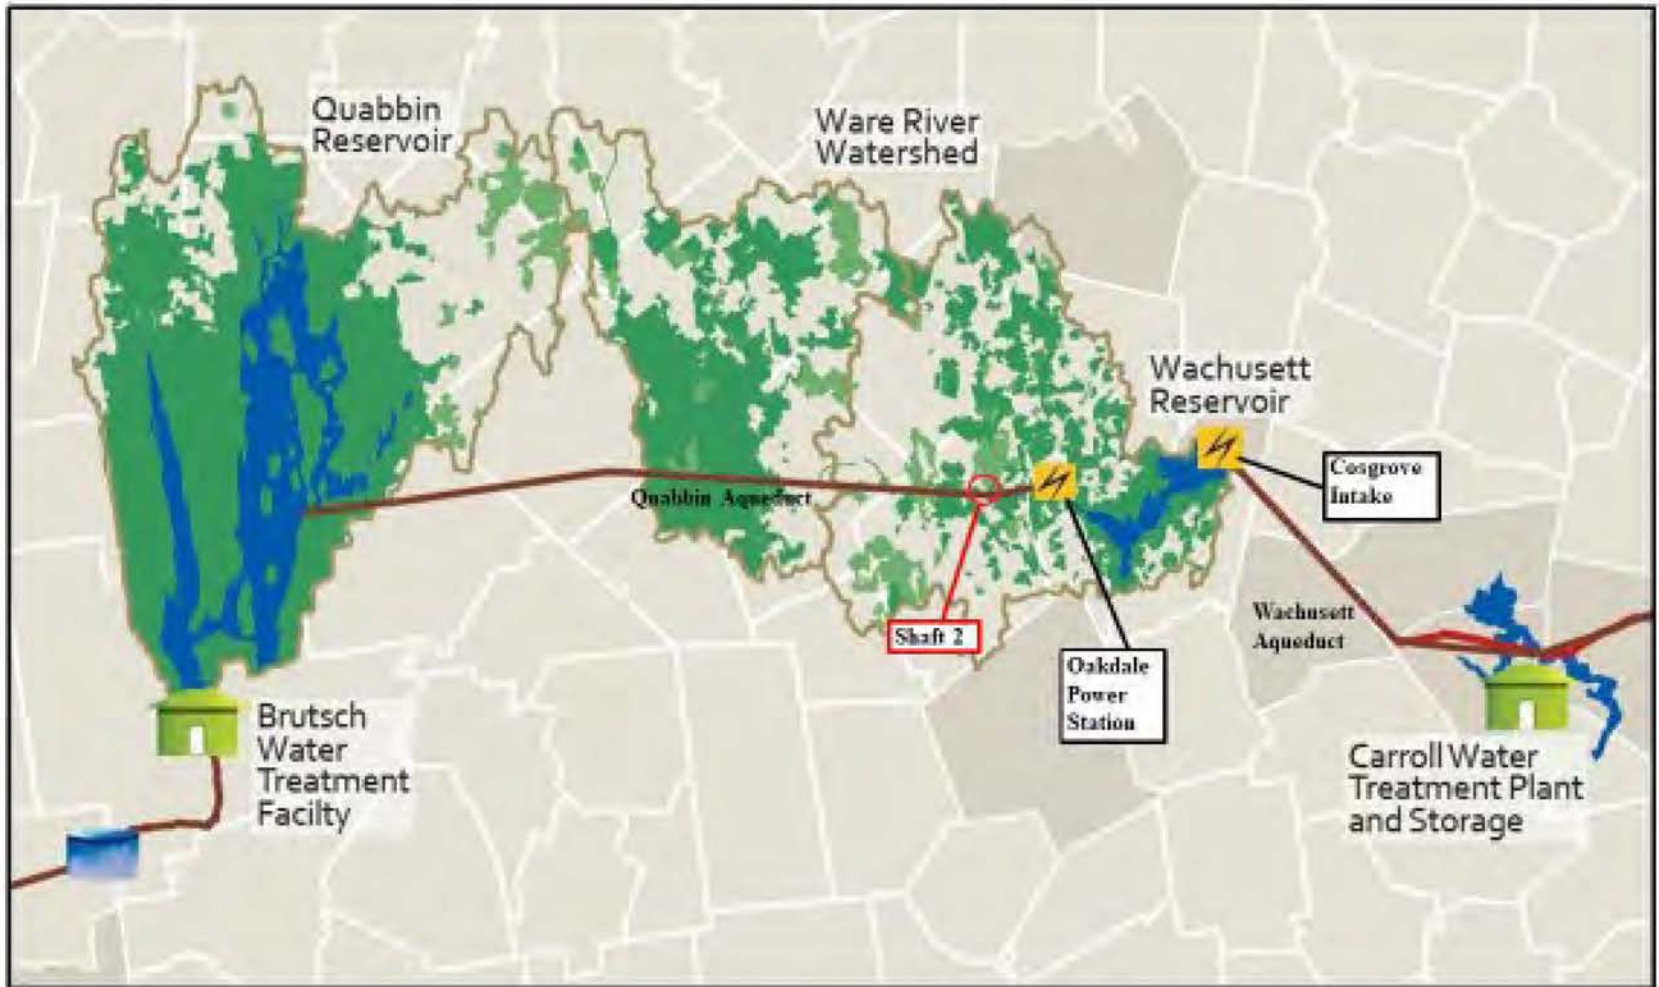 Quabbin
Reservoir
Ware River
Watershed
Wachusett
Reservoir
Cosgrove
Intake
Quabbin Aqueduct
Wachusett
Aqueduct
Shaft 2
Oakdale
Power
Station
Brutsch
Water
Treatment
Facilty
Carroll Water
Treatment Plant
and Storage